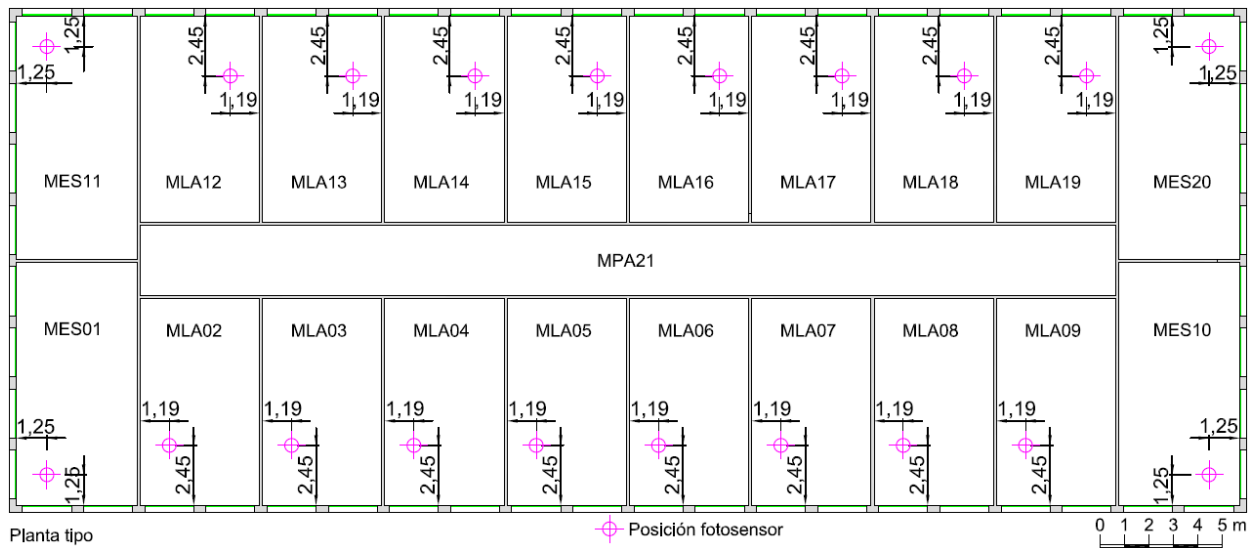 1,25 2,45 2,45 2,45 2,45 2,45 2,45 2,45 2,45 1,25
1,25 1,19 1,19 1,19 1,19 1,19 1,19 1,19 1,19 1,25
MES11 MLA12 MLA13 MLA14 MLA15 MLA16 MLA17 MLA18 MLA19 MES20
MPA21
MES01 MLA02 MLA03 MLA04 MLA05 MLA06 MLA07 MLA08 MLA09 MES10
1,19 1,19 1,19 1,19 1,19 1,19 1,19 1,19
1,25 1,25
1,25 2,45 2,45 2,45 2,45 2,45 2,45 2,45 2,45 1,25
Planta tipo Posición fotosensor 0 1 2 3 4 5 m